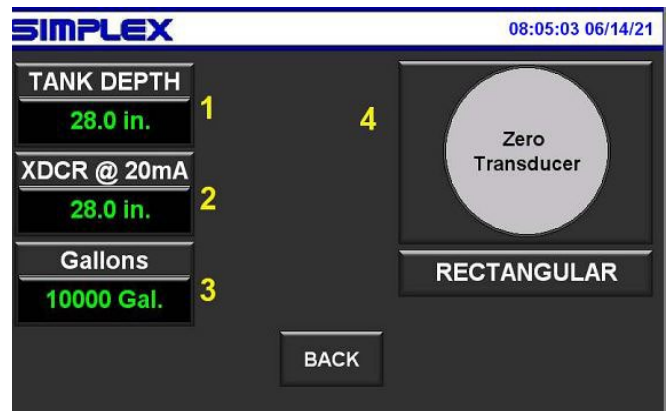 SIMPLEX
08:05:03 06/14/21
TANK DEPTH
28.0 in.
1
XDCR @ 20mA
28.0 in.
2
Gallons
10000 Gal.
3
4
Zero
Transducer
RECTANGULAR
BACK